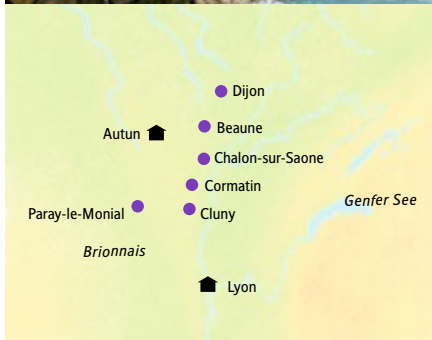 Dijon
Beaune
Autun
Chalon-sur-Saone
Cormatin
Genfer See
Paray-le-Monial
Cluny
Brionnais
Lyon